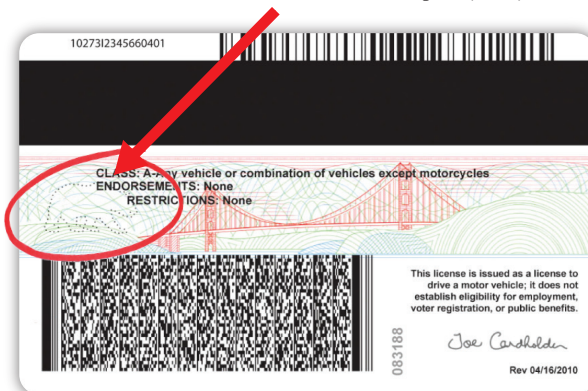 10273I2345660401
CLASS: A-Any vehicle or combination of vehicles except motorcycles
ENDORSEMENTS: None
RESTRICTIONS: None
This license is issued as a license to
drive a motor vehicle; it does not
establish eligibility for employment,
voter registration, or public benefits.
083188
Joe Cardholder
Rev 04/16/2010